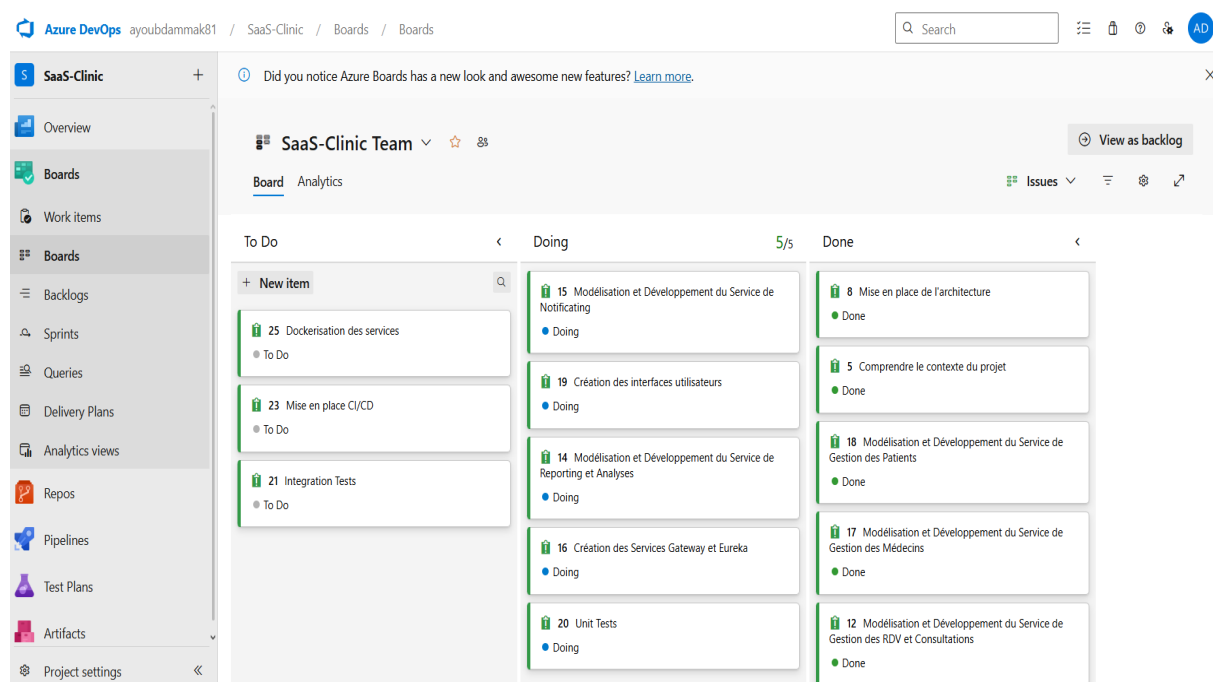 Azure DevOps ayoubdammak81 / SaaS-Clinic / Boards / Boards
Search
AD
S SaaS-Clinic
Did you notice Azure Boards has a new look and awesome new features? Learn more.
Overview
Boards
Work items
Boards
Backlogs
Sprints
Queries
Delivery Plans
Analytics views
Repos
Pipelines
Test Plans
Artifacts
Project settings
SaaS-Clinic Team
View as backlog
Board Analytics
Issues
To Do
+ New item
25 Dockerisation des services
To Do
23 Mise en place CI/CD
To Do
21 Integration Tests
To Do
Doing 5/5
15 Modélisation et Développement du Service de
Notificating
Doing
19 Création des interfaces utilisateurs
Doing
14 Modélisation et Développement du Service de
Reporting et Analyses
Doing
16 Création des Services Gateway et Eureka
Doing
20 Unit Tests
Doing
Done
8 Mise en place de l'architecture
Done
5 Comprendre le contexte du projet
Done
18 Modélisation et Développement du Service de
Gestion des Patients
Done
17 Modélisation et Développement du Service de
Gestion des Médecins
Done
12 Modélisation et Développement du Service de
Gestion des RDV et Consultations
Done